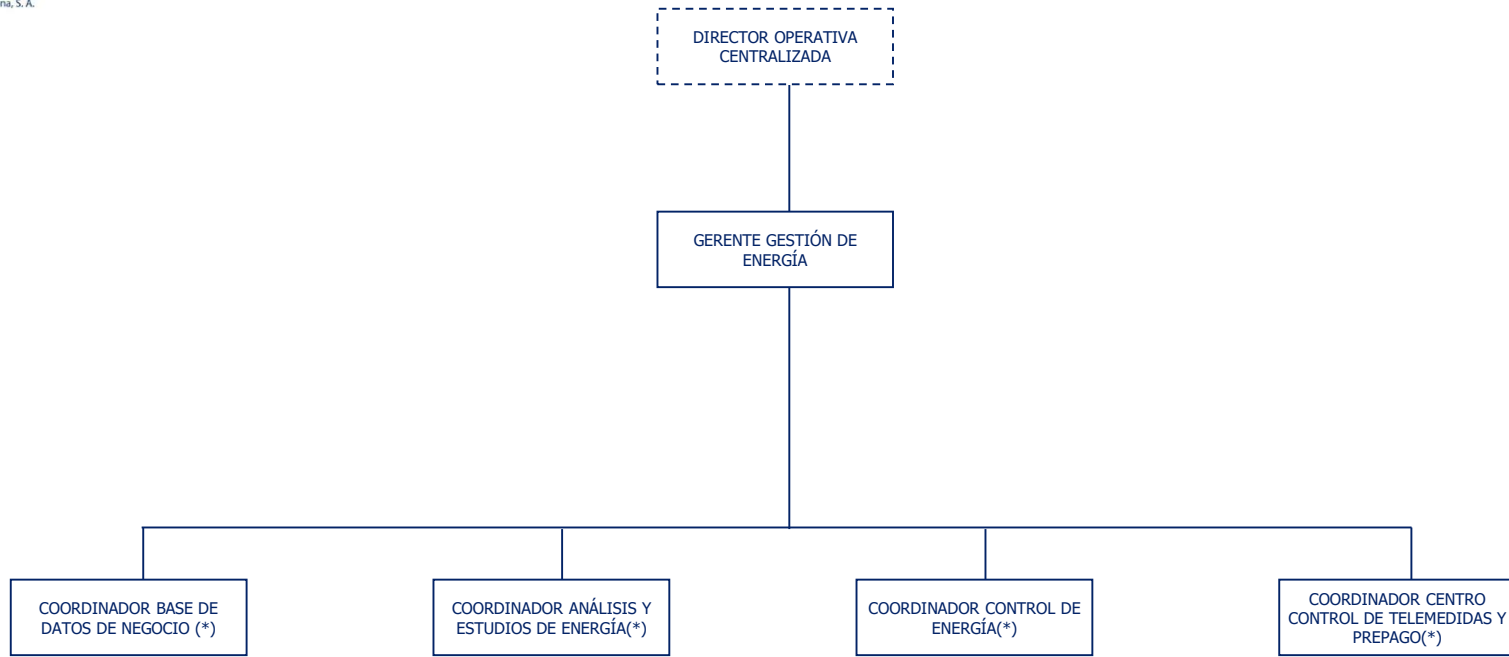 na, S. A.
DIRECTOR OPERATIVA
CENTRALIZADA
GERENTE GESTIÓN DE
ENERGÍA
COORDINADOR BASE DE
DATOS DE NEGOCIO (*)
COORDINADOR ANÁLISIS Y
ESTUDIOS DE ENERGÍA(*)
COORDINADOR CONTROL DE
ENERGÍA(*)
COORDINADOR CENTRO
CONTROL DE TELEMEDIDAS Y
PREPAGO(*)